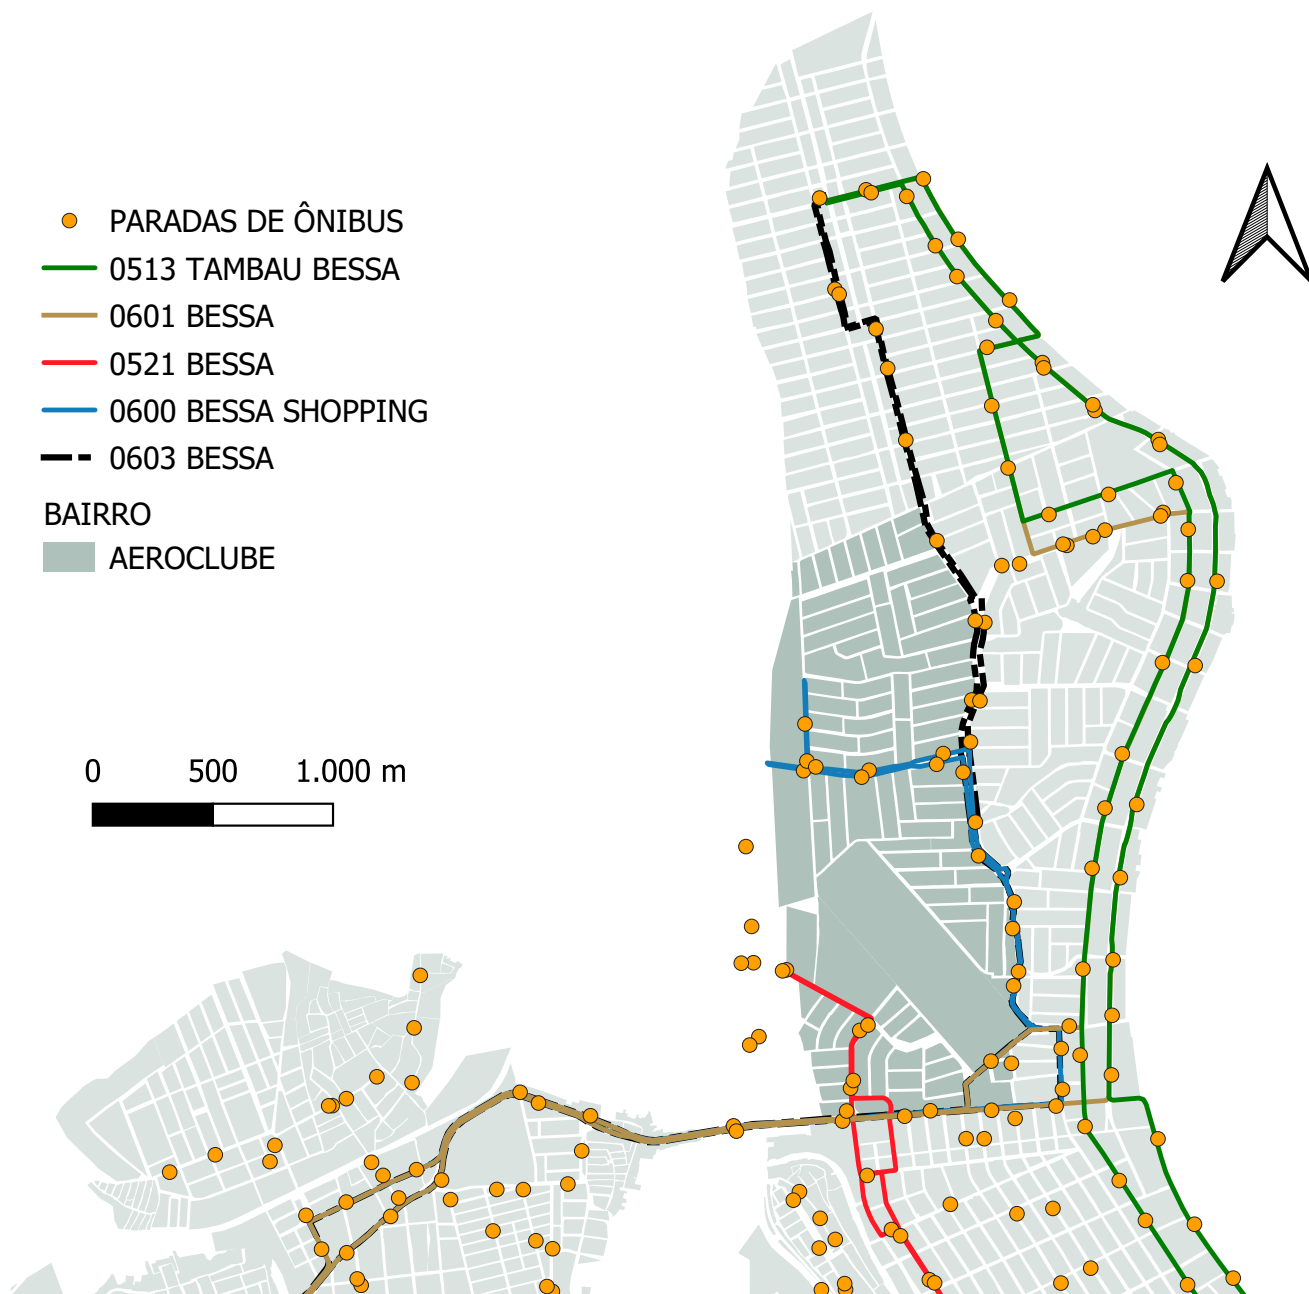 PARADAS DE ÔNIBUS
0513 TAMBAU BESSA
0601 BESSA
0521 BESSA
0600 BESSA SHOPPING
0603 BESSA
BAIRRO
AEROCLUBE
0 500 1.000 m